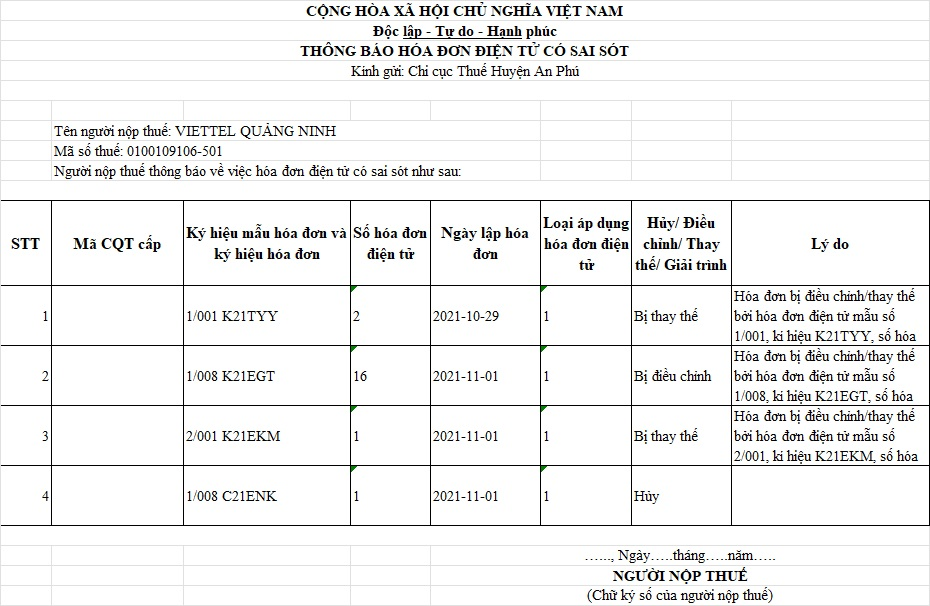 CỘNG HÒA XÃ HỘI CHỦ NGHĨA VIỆT NAM
Độc lập - Tự do - Hạnh phúc
THÔNG BÁO HÓA ĐƠN ĐIỆN TỬ CÓ SAI SÓT
Kính gửi: Chi cục Thuế Huyện An Phú
Tên người nộp thuế: VIETTEL QUẢNG NINH
Mã số thuế: 0100109106-501
Người nộp thuế thông báo về việc hóa đơn điện tử có sai sót như sau:
STT
Mã CQT cấp
Ký hiệu mẫu hóa đơn và
ký hiệu hóa đơn
Số hóa đơn
điện tử
Ngày lập hóa
đơn
Loại áp dụng
hóa đơn điện
tử
Hủy/ Điều
chỉnh/ Thay
thế/ Giải trình
Lý do
1
1/001 K21TYY
2
2021-10-29
1
Bị thay thế
Hóa đơn bị điều chỉnh/thay thế
bởi hóa đơn điện tử mẫu số
1/001, kí hiệu K21TYY, số hóa
2
1/008 K21EGT
16
2021-11-01
1
Bị điều chỉnh
Hóa đơn bị điều chỉnh/thay thế
bởi hóa đơn điện tử mẫu số
1/008, kí hiệu K21EGT, số hóa
3
2/001 K21EKM
1
2021-11-01
1
Bị thay thế
Hóa đơn bị điều chỉnh/thay thế
bởi hóa đơn điện tử mẫu số
2/001, kí hiệu K21EKM, số hóa
4
1/008 C21ENK
1
2021-11-01
1
Hủy
……, Ngày…..tháng…..năm…..
NGƯỜI NỘP THUẾ
(Chữ ký số của người nộp thuế)